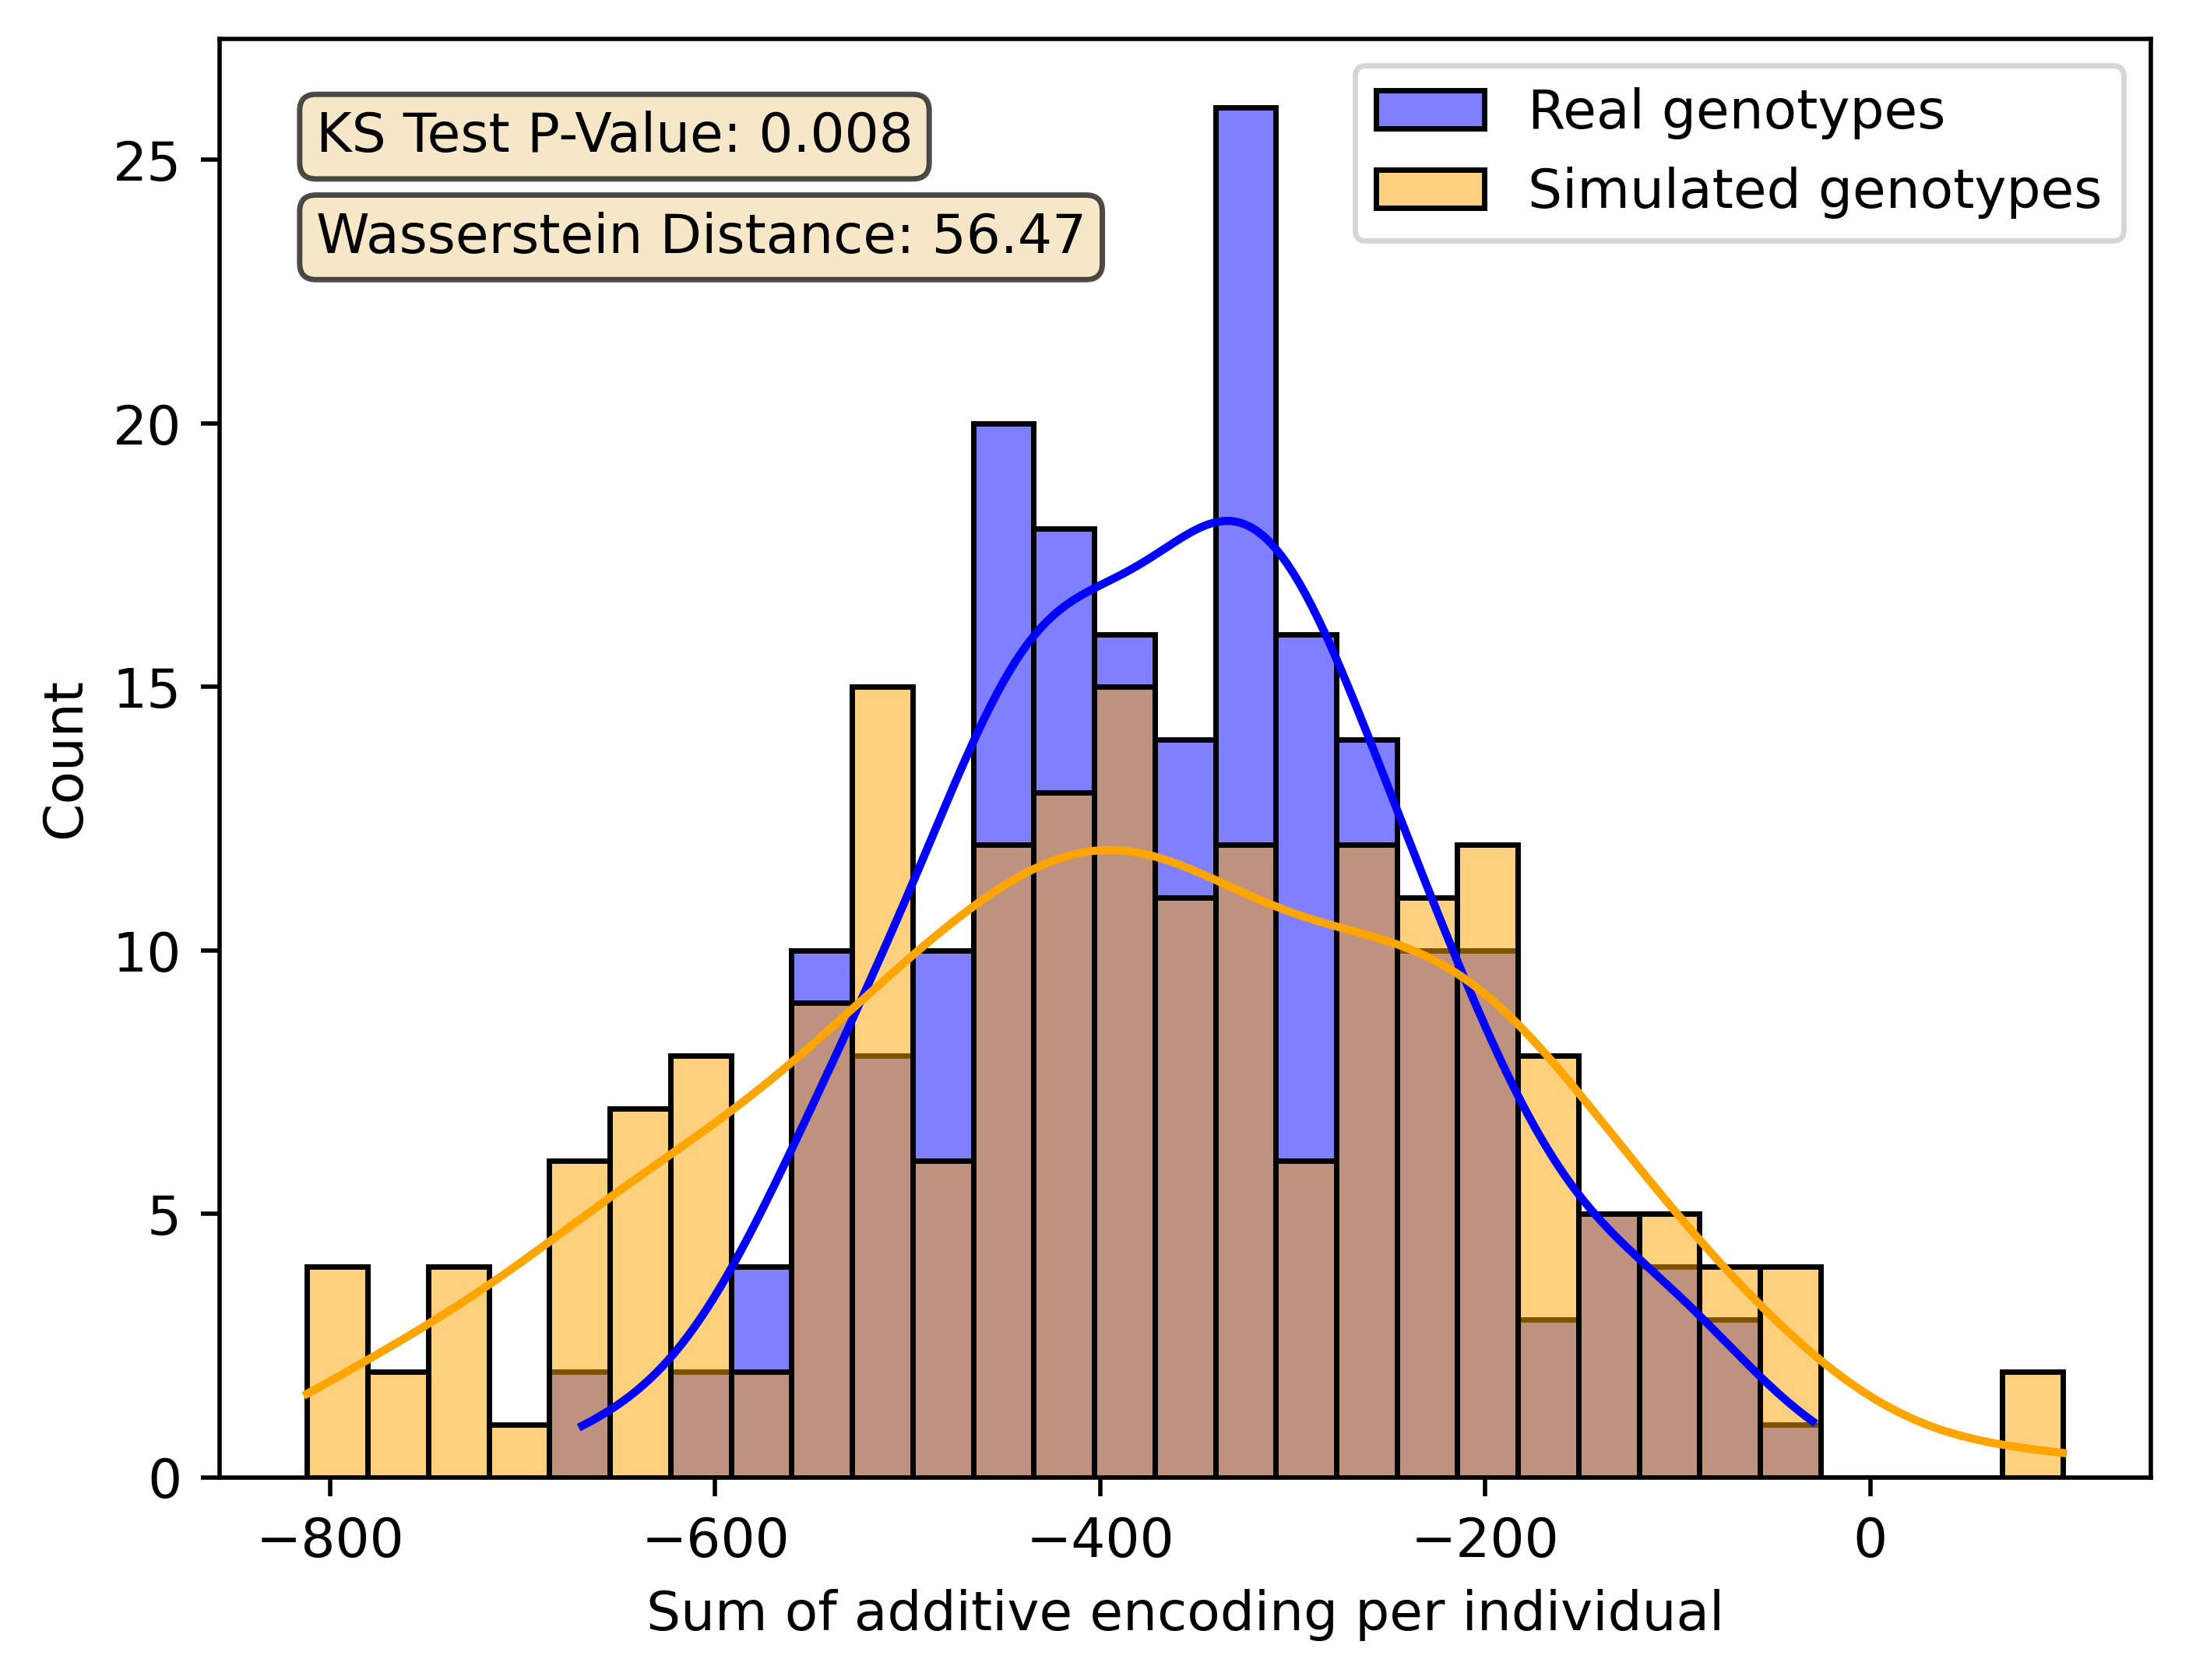 KS Test P-Value: 0.008
Wasserstein Distance: 56.47
Real genotypes
Simulated genotypes
25
20
15
10
5
0
Count
−800
−600
−400
−200
0
Sum of additive encoding per individual